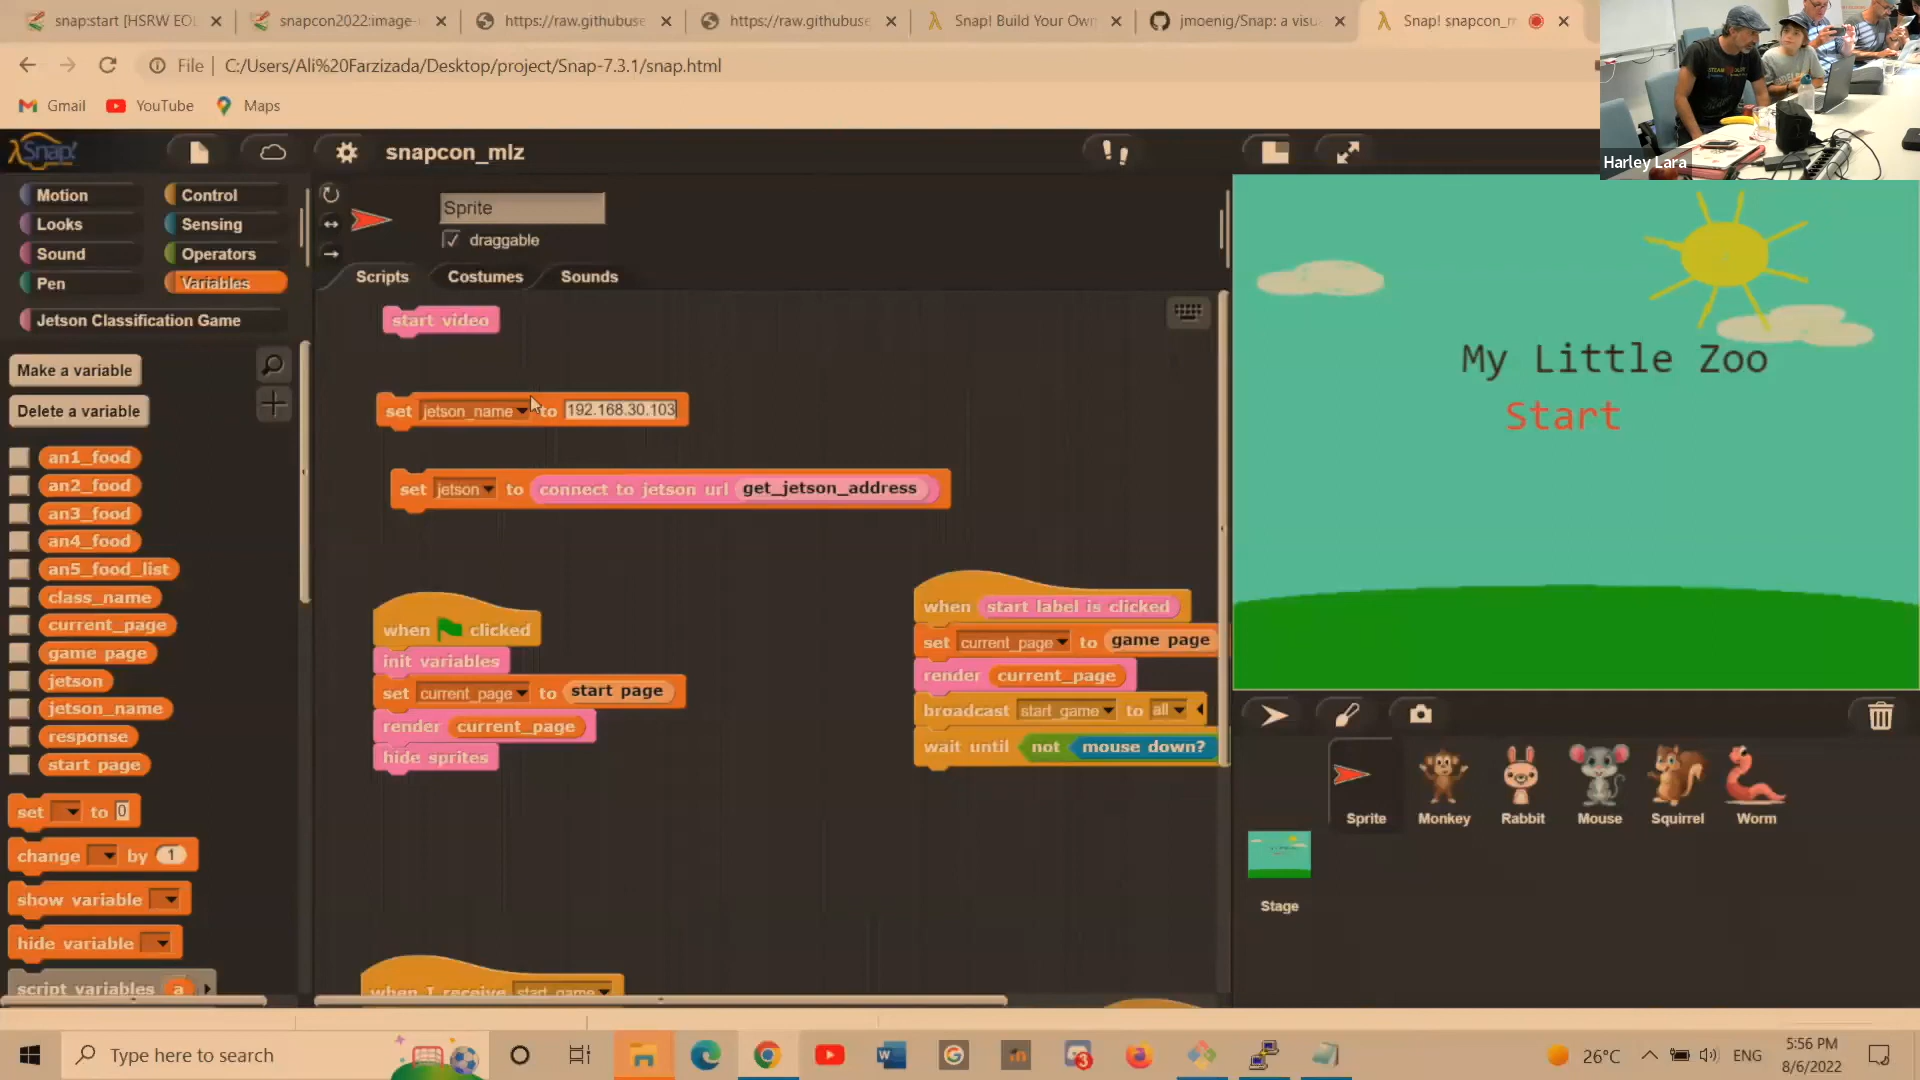 snap:start [HSRW EOL
snapcon2022:image-
https://raw.githubuse
https://raw.githubuse
Snap! Build Your Own
jmoenig/Snap: a visua
Snap! snapcon_m
File
C:/Users/Ali%20Farzizada/Desktop/project/Snap-7.3.1/snap.html
Gmail
YouTube
Maps
Harley Lara
Snap!
snapcon_mlz
Motion
Control
Looks
Sensing
Sound
Operators
Pen
Variables
Jetson Classification Game
Sprite
draggable
Scripts
Costumes
Sounds
Make a variable
Delete a variable
an1_food
an2_food
an3_food
an4_food
an5_food_list
class_name
current_page
game page
jetson
jetson_name
response
start page
set to 0
change by 1
show variable
hide variable
script variables a
start video
set jetson_name to 192.168.30.103
set jetson to connect to jetson url get_jetson_address
when clicked
init variables
set current_page to start page
render current_page
hide sprites
when start label is clicked
set current_page to game page
render current_page
broadcast start_game to all
wait until not mouse down?
when I receive start_game
My Little Zoo
Start
Sprite
Monkey
Rabbit
Mouse
Squirrel
Worm
Stage
Type here to search
3
26°C
ENG
5:56 PM
8/6/2022